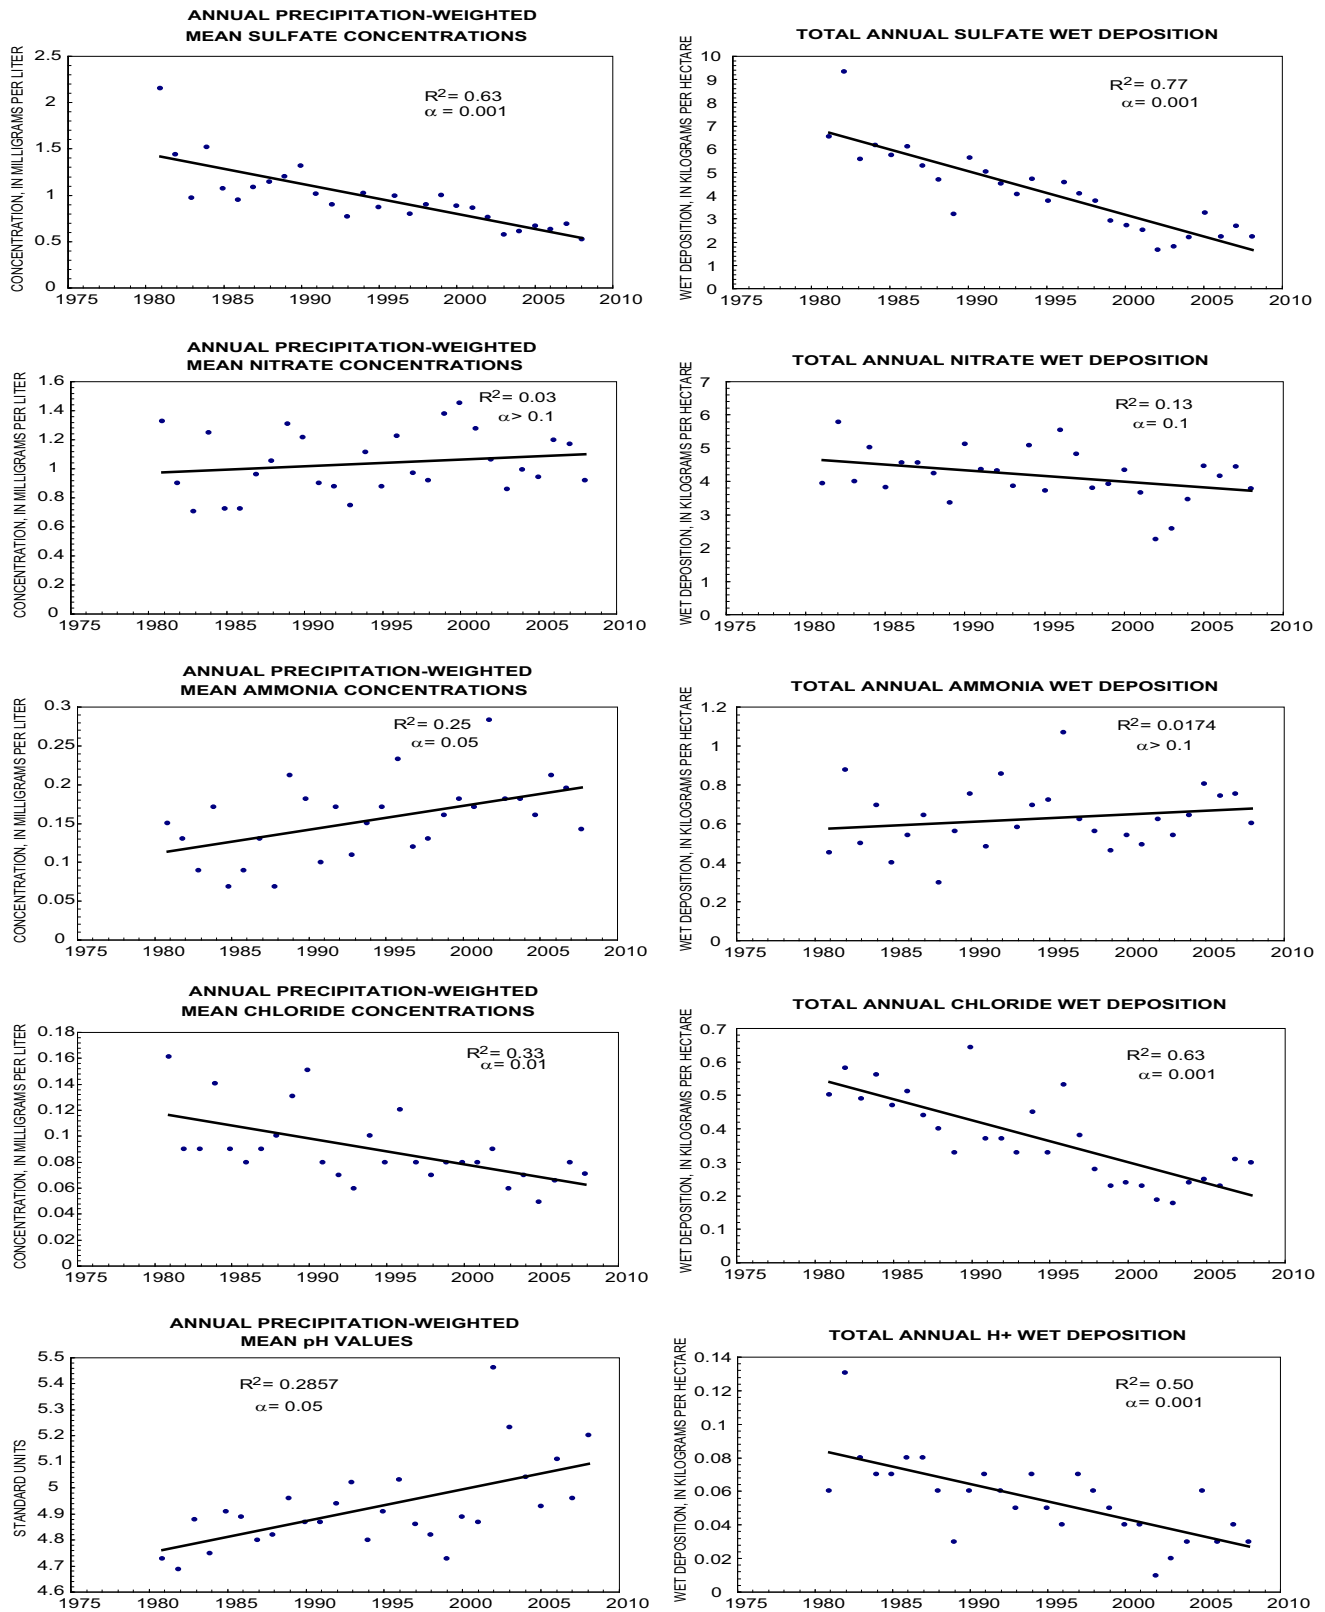 ANNUAL PRECIPITATION-WEIGHTED
MEAN SULFATE CONCENTRATIONS
CONCENTRATION, IN MILLIGRAMS PER LITER
2.5
2
1.5
1
0.5
0
R2= 0.63
α = 0.001
1975 1980 1985 1990 1995 2000 2005 2010
TOTAL ANNUAL SULFATE WET DEPOSITION
WET DEPOSITION, IN KILOGRAMS PER HECTARE
10
9
8
7
6
5
4
3
2
1
0
R2= 0.77
α = 0.001
1975 1980 1985 1990 1995 2000 2005 2010
ANNUAL PRECIPITATION-WEIGHTED
MEAN NITRATE CONCENTRATIONS
CONCENTRATION, IN MILLIGRAMS PER LITER
1.6
1.4
1.2
1
0.8
0.6
0.4
0.2
0
R2= 0.03
α> 0.1
1975 1980 1985 1990 1995 2000 2005 2010
TOTAL ANNUAL NITRATE WET DEPOSITION
WET DEPOSITION, IN KILOGRAMS PER HECTARE
7
6
5
4
3
2
1
0
R2= 0.13
α= 0.1
1975 1980 1985 1990 1995 2000 2005 2010
ANNUAL PRECIPITATION-WEIGHTED
MEAN AMMONIA CONCENTRATIONS
CONCENTRATION, IN MILLIGRAMS PER LITER
0.3
0.25
0.2
0.15
0.1
0.05
0
R2= 0.25
α= 0.05
1975 1980 1985 1990 1995 2000 2005 2010
TOTAL ANNUAL AMMONIA WET DEPOSITION
WET DEPOSITION, IN KILOGRAMS PER HECTARE
1.2
1
0.8
0.6
0.4
0.2
0
R2= 0.0174
α> 0.1
1975 1980 1985 1990 1995 2000 2005 2010
ANNUAL PRECIPITATION-WEIGHTED
MEAN CHLORIDE CONCENTRATIONS
CONCENTRATION, IN MILLIGRAMS PER LITER
0.18
0.16
0.14
0.12
0.1
0.08
0.06
0.04
0.02
0
R2= 0.33
α= 0.01
1975 1980 1985 1990 1995 2000 2005 2010
TOTAL ANNUAL CHLORIDE WET DEPOSITION
WET DEPOSITION, IN KILOGRAMS PER HECTARE
0.7
0.6
0.5
0.4
0.3
0.2
0.1
0
R2= 0.63
α= 0.001
1975 1980 1985 1990 1995 2000 2005 2010
ANNUAL PRECIPITATION-WEIGHTED
MEAN pH VALUES
STANDARD UNITS
5.5
5.4
5.3
5.2
5.1
5
4.9
4.8
4.7
4.6
R2= 0.2857
α= 0.05
1975 1980 1985 1990 1995 2000 2005 2010
TOTAL ANNUAL H+ WET DEPOSITION
WET DEPOSITION, IN KILOGRAMS PER HECTARE
0.14
0.12
0.1
0.08
0.06
0.04
0.02
0
R2= 0.50
α= 0.001
1975 1980 1985 1990 1995 2000 2005 2010